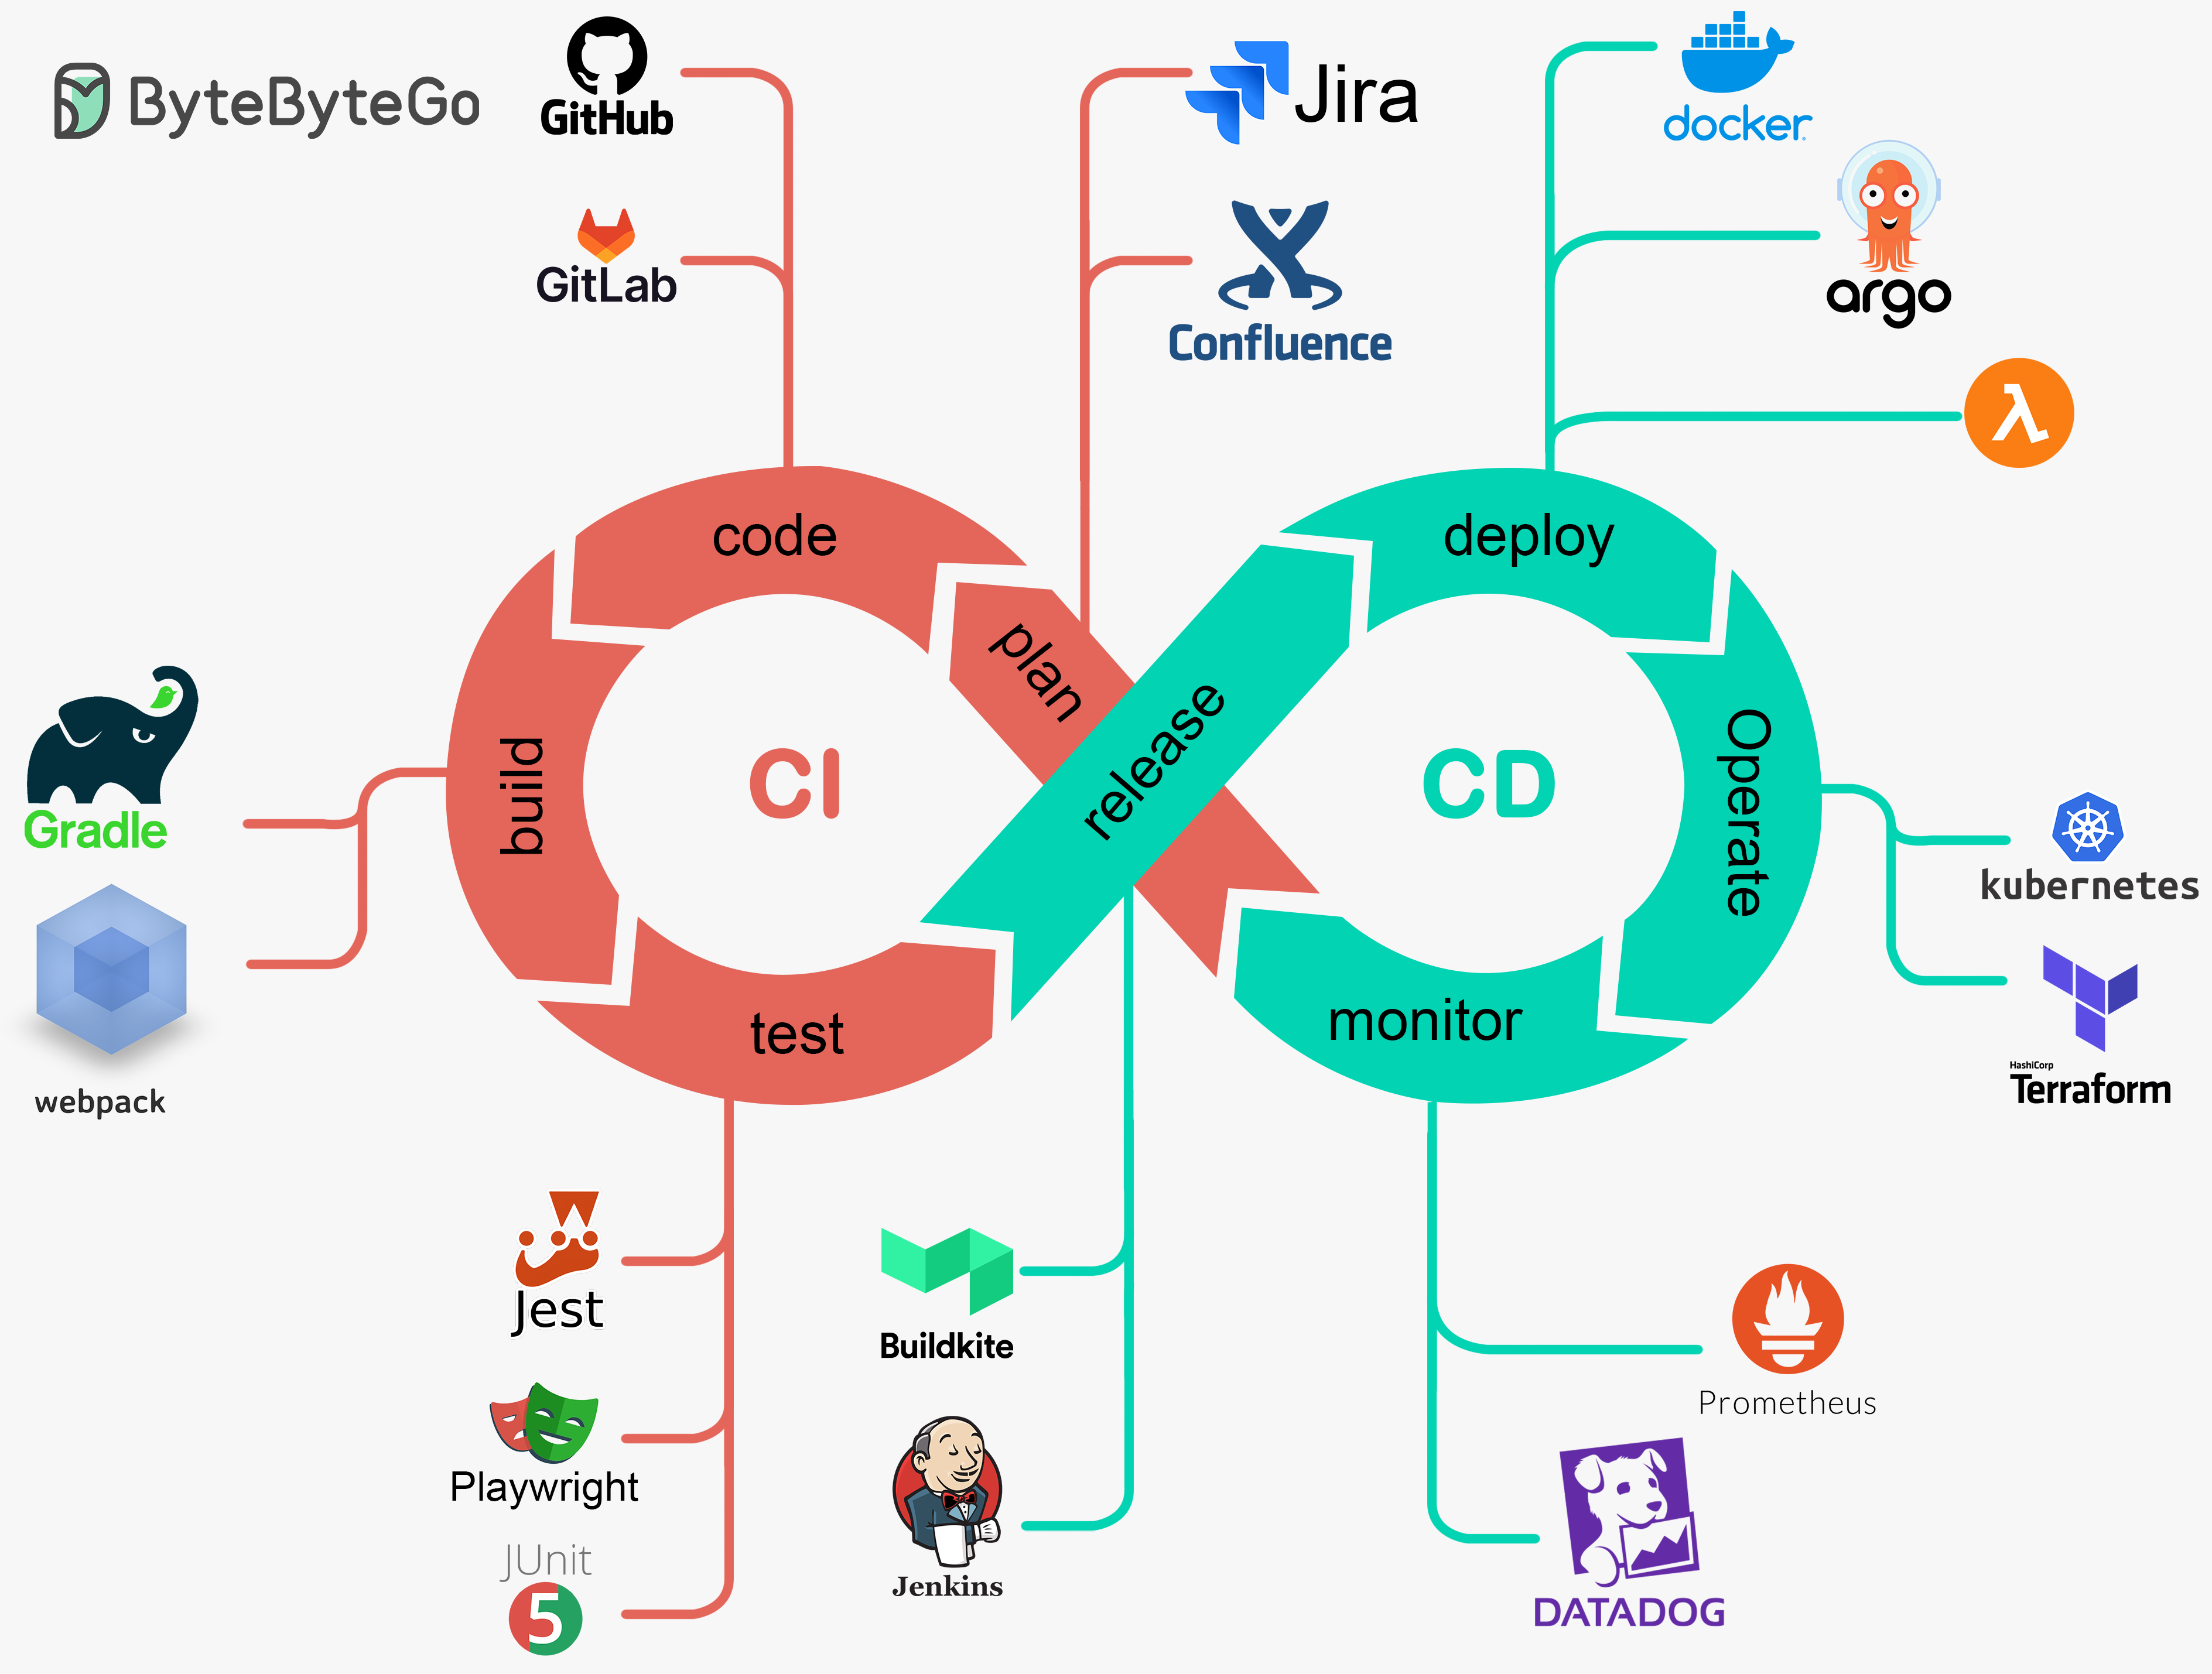 ByteByteGo
GitHub
GitLab
Jira
Confluence
docker
argo
λ
code
plan
build
test
CI
release
deploy
Operate
monitor
CD
Gradle
webpack
kubernetes
HashiCorp
Terraform
Jest
Playwright
JUnit
5
Buildkite
Jenkins
Prometheus
DATADOG